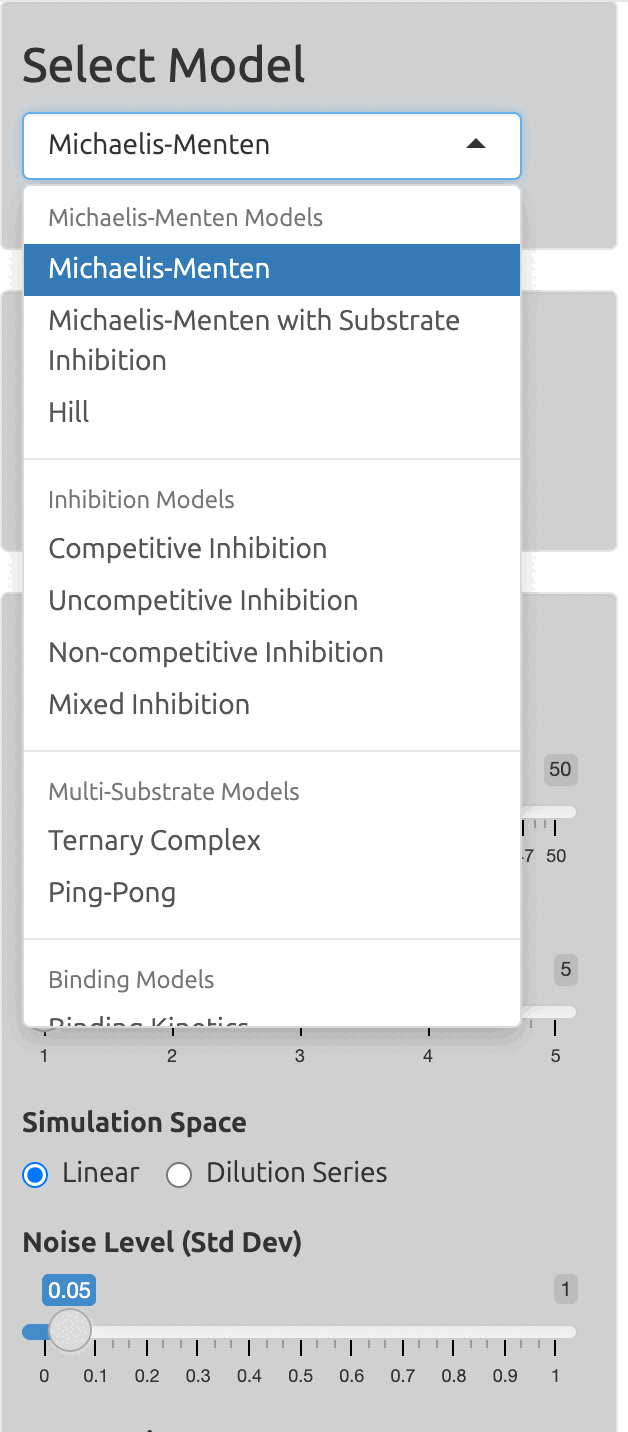 Select Model
Michaelis-Menten
Michaelis-Menten Models
Michaelis-Menten
Michaelis-Menten with Substrate
Inhibition
Hill
Inhibition Models
Competitive Inhibition
Uncompetitive Inhibition
Non-competitive Inhibition
Mixed Inhibition
Multi-Substrate Models
50
Ternary Complex
50
Ping-Pong
Binding Models
5
Binding Kinetics
1 2 3 4 5
Simulation Space
Linear Dilution Series
Noise Level (Std Dev)
0.05 1
0 0.1 0.2 0.3 0.4 0.5 0.6 0.7 0.8 0.9 1